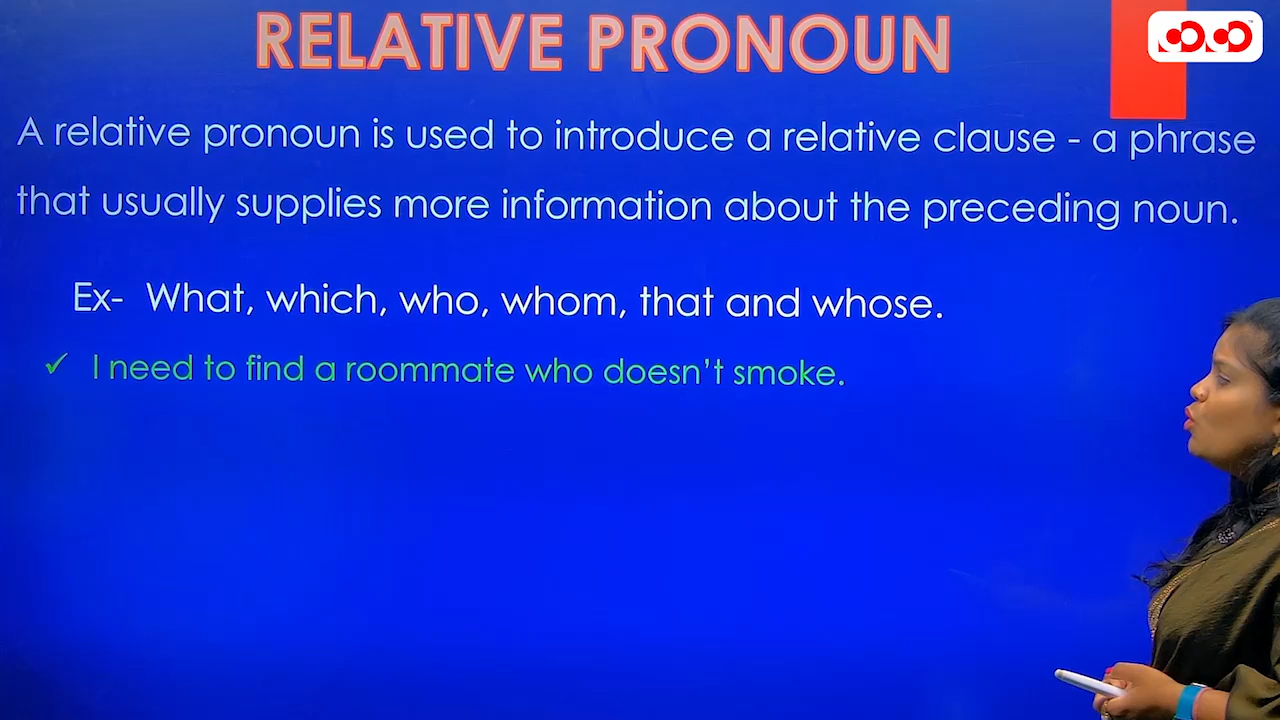 RELATIVE PRONOUN
A relative pronoun is used to introduce a relative clause - a phrase
that usually supplies more information about the preceding noun.
Ex- What, which, who, whom, that and whose.
✓ I need to find a roommate who doesn't smoke.